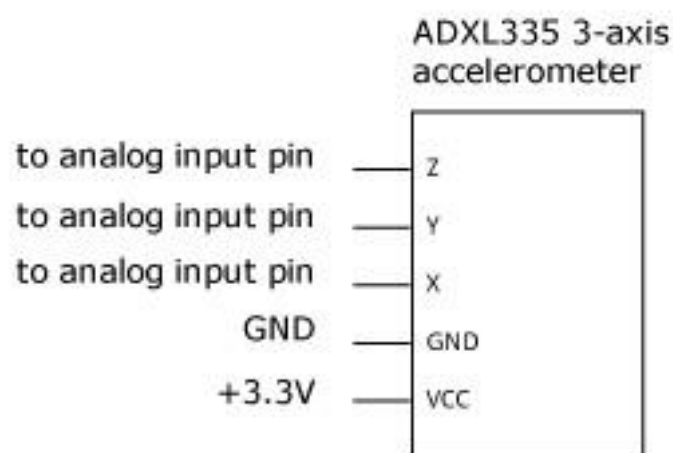 ADXL335 3-axis
accelerometer
to analog input pin
Z
to analog input pin
Y
to analog input pin
X
GND
GND
+3.3V
VCC